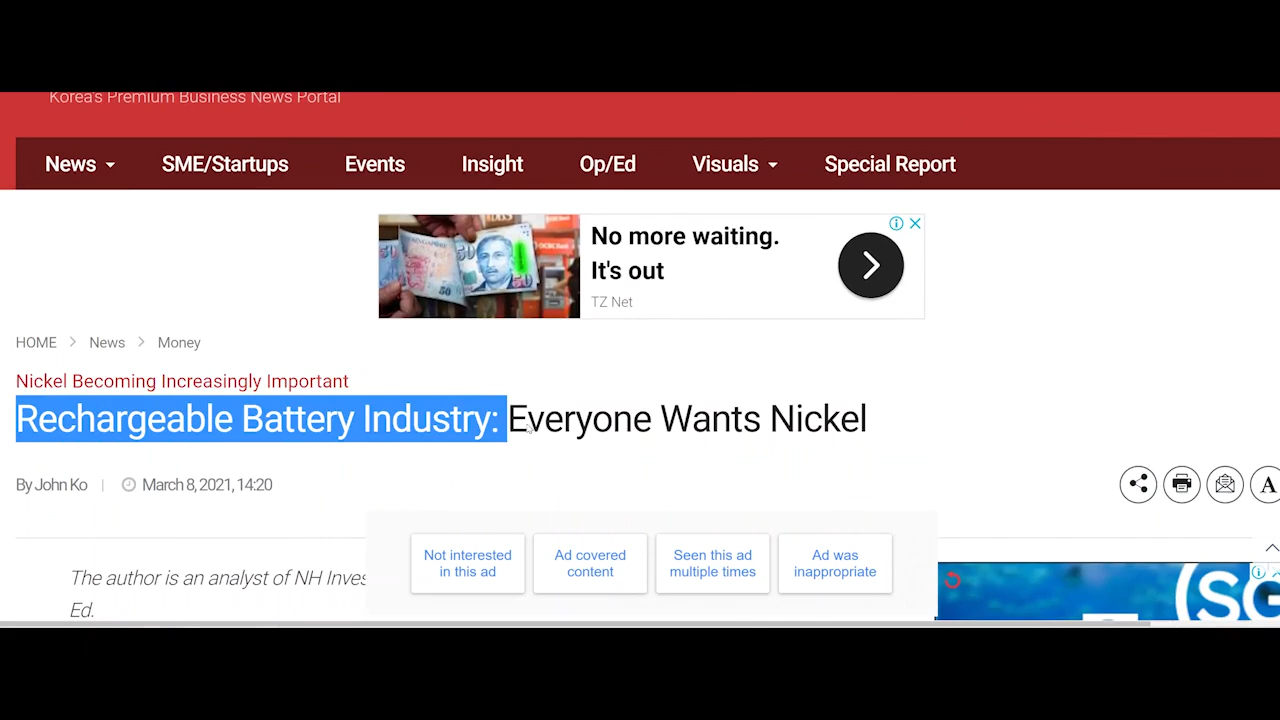 Korea's Premium Business News Portal
News SME/Startups Events Insight Op/Ed Visuals Special Report
No more waiting.
It's out
TZ Net
HOME > News > Money
Nickel Becoming Increasingly Important
Rechargeable Battery Industry: Everyone Wants Nickel
By John Ko | March 8, 2021, 14:20
A
The author is an analyst of NH
Ed.
Not interested
in this ad
Ad covered
content
Seen this ad
multiple times
Ad was
inappropriate
50
50